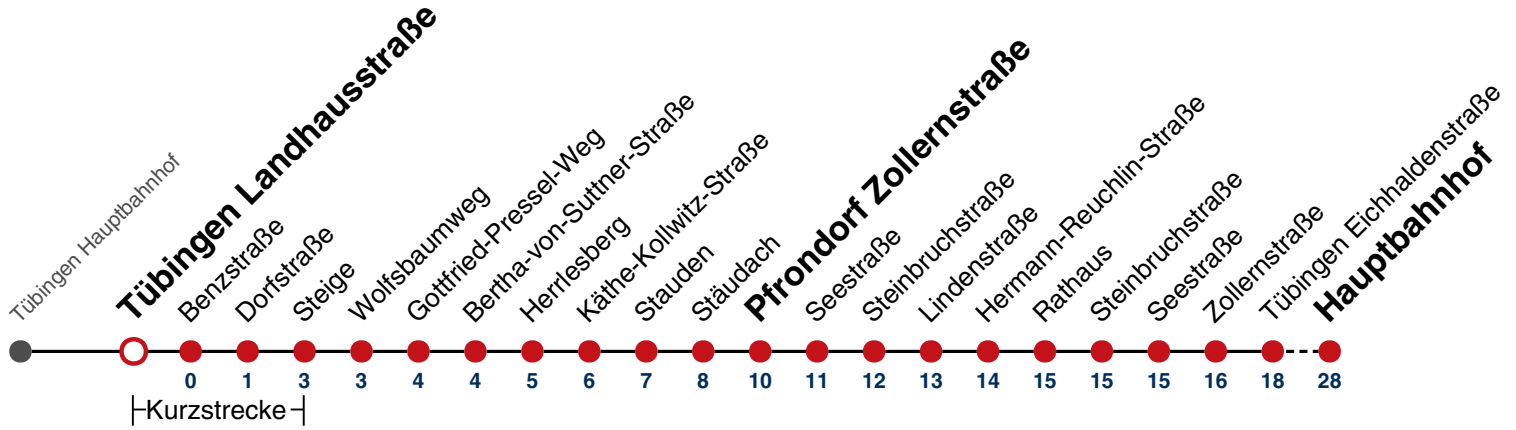 Tübingen Hauptbahnhof
Tübingen Landhausstraße
Benzstraße
Dorfstraße
Steige
Wolfsbaumweg
Gottfried-Pressel-Weg
Bertha-von-Suttner-Straße
Herrlesberg
Käthe-Kollwitz-Straße
Stauden
Stäudach
Pfrondorf Zollernstraße
Seestraße
Steinbruchstraße
Lindenstraße
Hermann-Reuchlin-Straße
Rathaus
Steinbruchstraße
Seestraße
Zollernstraße
Tübingen Eichhaldenstraße
Hauptbahnhof
0 1 3 3 4 4 5 6 7 8 10 11 12 13 14 15 15 15 16 18 28
Kurzstrecke